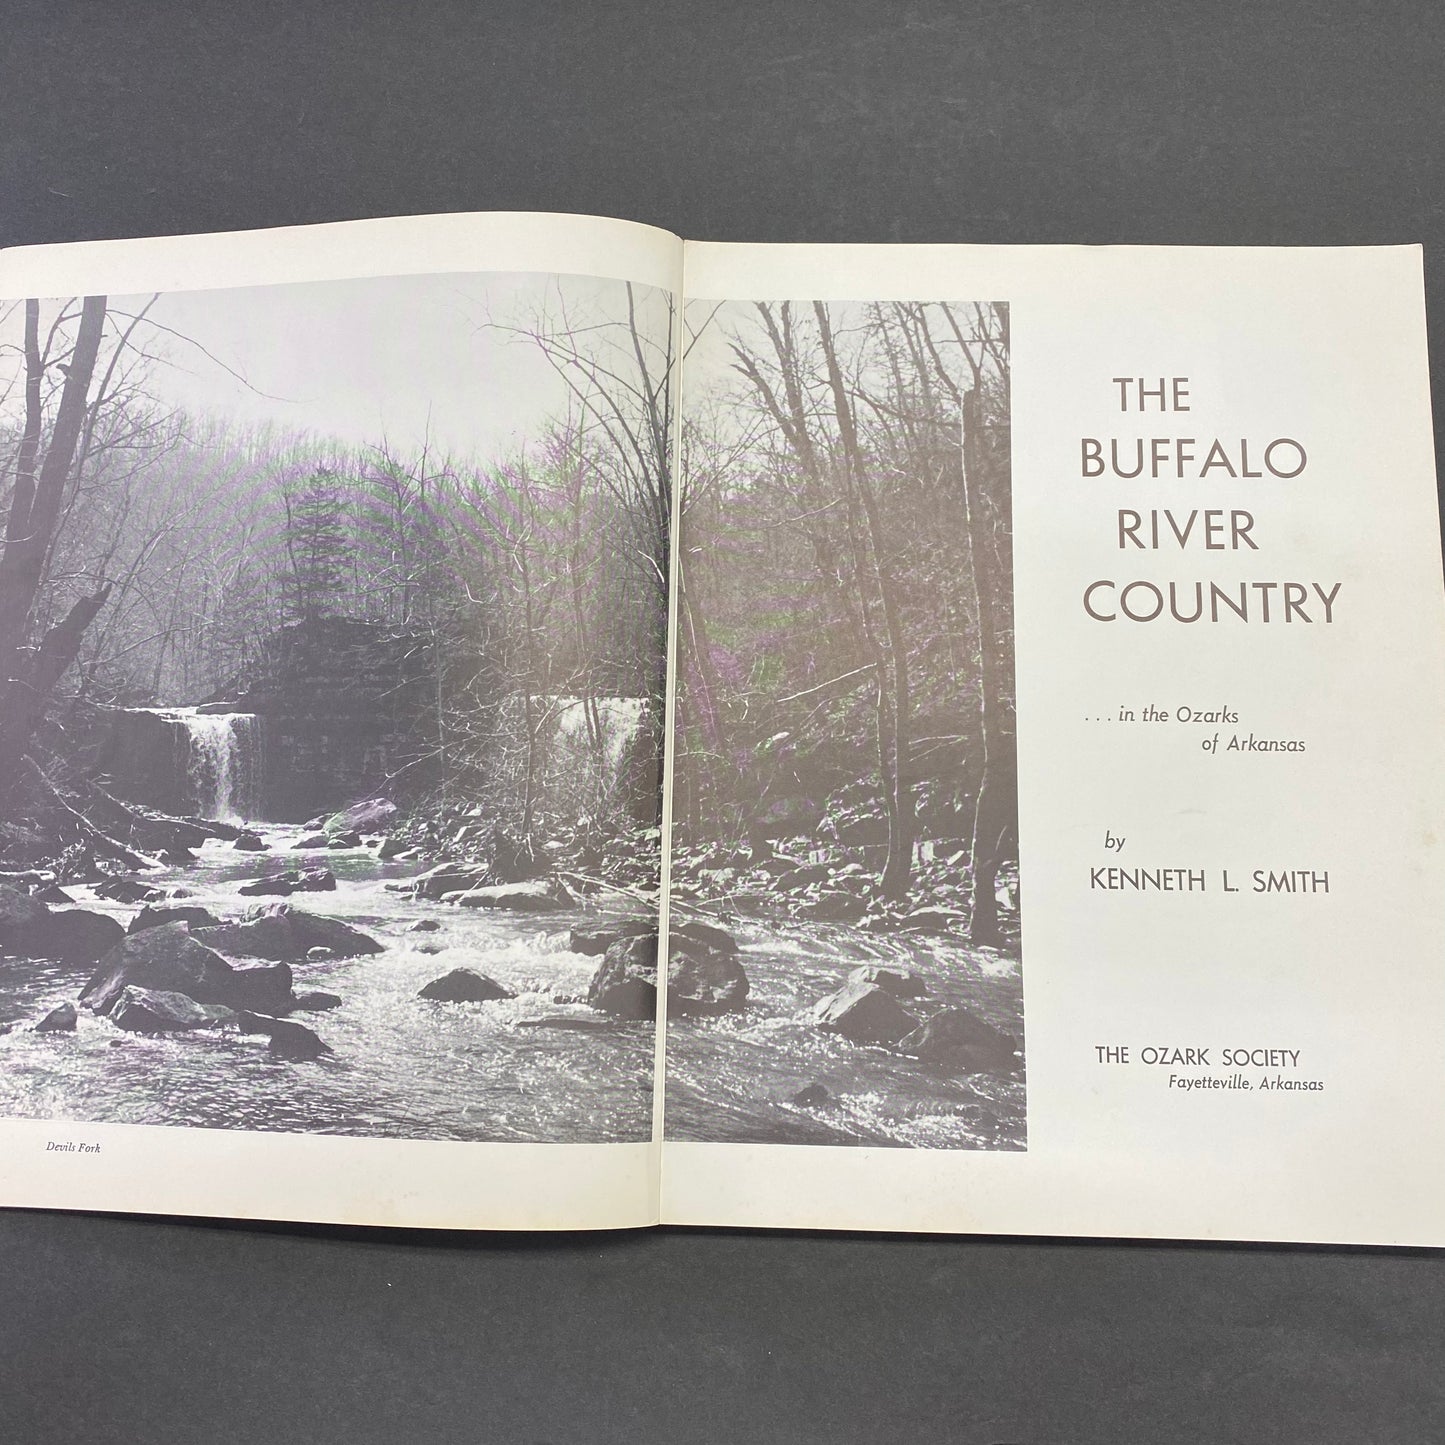 Devils Fork
THE
BUFFALO
RIVER
COUNTRY
. . . in the Ozarks
of Arkansas
by
KENNETH L. SMITH
THE OZARK SOCIETY
Fayetteville, Arkansas